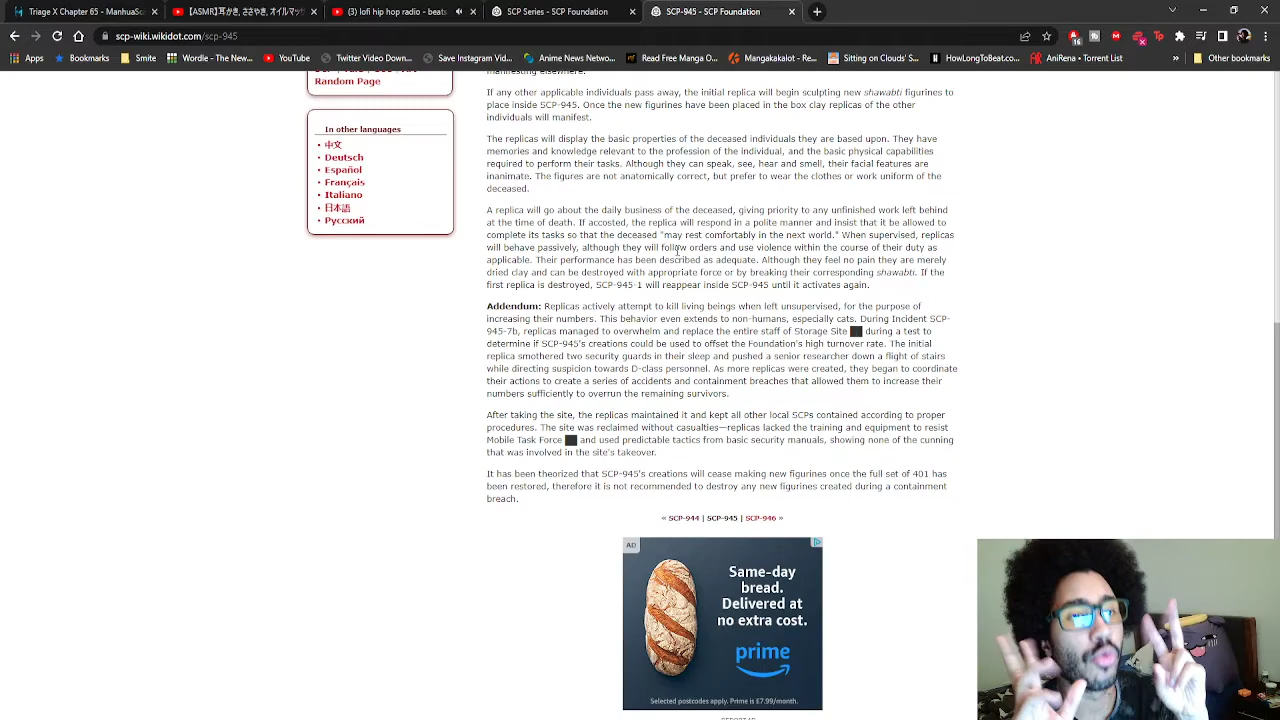 Triage X Chapter 65 - ManhuaSc
【ASMR】耳かき、ささやき、オイルマッサ
(3) lofi hip hop radio - be
SCP Series - SCP Foundation
SCP-945 - SCP Foundation
scp-wiki.wikidot.com/scp-945
Bookmarks
Smite
Wordle - The New...
YouTube
Twitter Video Down...
Save Instagram Vide...
Anime News Networ...
Read Free Manga O...
Mangakakalot - Re...
Sitting on Clouds' S...
HowLongToBeat.co...
AniRena • Torrent List
»
Other bookmarks
Random Page
In other languages
中文
Deutsch
Español
Français
Italiano
日本語
Русский
manifesting elsewhere.
If any other applicable individuals pass away, the initial replica will begin sculpting new shawabti figurines to
place inside SCP-945. Once the new figurines have been placed in the box clay replicas of the other
individuals will manifest.
The replicas will display the basic properties of the deceased individuals they are based upon. They have
memories and knowledge relevant to the profession of the individual, and the basic physical capabilities
required to perform their tasks. Although they can speak, see, hear and smell, their facial features are
inanimate. The figures are not anatomically correct, but prefer to wear the clothes or work uniform of the
deceased.
A replica will go about the daily business of the deceased, giving priority to any unfinished work left behind
at the time of death. If accosted, the replica will respond in a polite manner and insist that it be allowed to
complete its tasks so that the deceased "may rest comfortably in the next world." When supervised, replicas
will behave passively, although they will follow orders and use violence within the course of their duty as
applicable. Their performance has been described as adequate. Although they feel no pain they are merely
dried clay and can be destroyed with appropriate force or by breaking their corresponding shawabti. If the
first replica is destroyed, SCP-945-1 will reappear inside SCP-945 until it activates again.
Addendum: Replicas actively attempt to kill living beings when left unsupervised, for the purpose of
increasing their numbers. This behavior even extends to non-humans, especially cats. During Incident SCP-
945-7b, replicas managed to overwhelm and replace the entire staff of Storage Site ██ during a test to
determine if SCP-945's creations could be used to offset the Foundation's high turnover rate. The initial
replica smothered two security guards in their sleep and pushed a senior researcher down a flight of stairs
while directing suspicion towards D-class personnel. As more replicas were created, they began to coordinate
their actions to create a series of accidents and containment breaches that allowed them to increase their
numbers sufficiently to overrun the remaining survivors.
After taking the site, the replicas maintained it and kept all other local SCPs contained according to proper
procedures. The site was reclaimed without casualties—replicas lacked the training and equipment to resist
Mobile Task Force ██ and used predictable tactics from basic security manuals, showing none of the cunning
that was involved in the site's takeover.
It has been theorized that SCP-945's creations will cease making new figurines once the full set of 401 has
been restored, therefore it is not recommended to destroy any new figurines created during a containment
breach.
« SCP-944 | SCP-945 | SCP-946 »
AD
Same-day
bread.
Delivered at
no extra cost.
prime
Selected postcodes apply. Prime is £7.99/month.